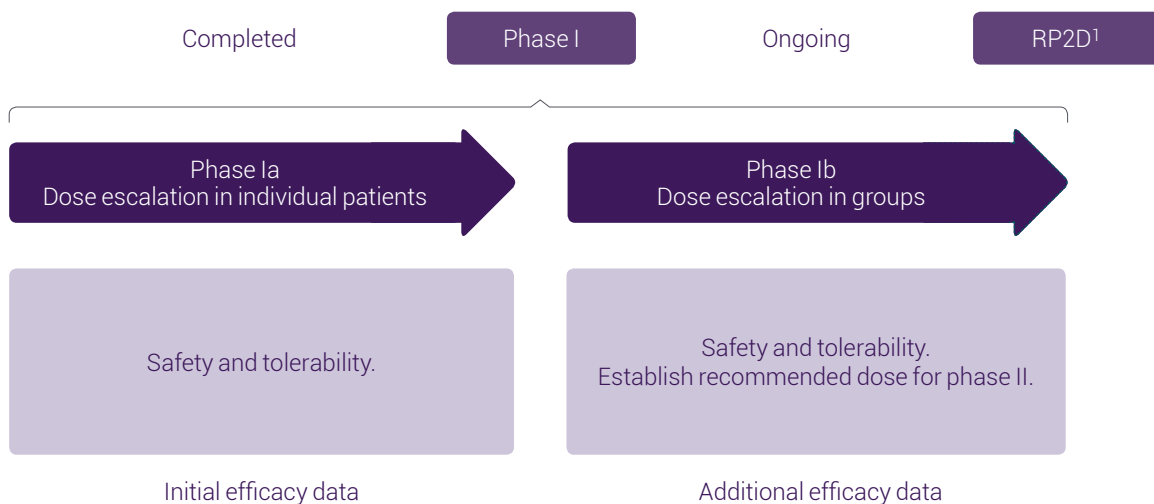 Completed
Phase I
Ongoing
RP2D¹
Phase Ia
Dose escalation in individual patients
Phase Ib
Dose escalation in groups
Safety and tolerability.
Safety and tolerability.
Establish recommended dose for phase II.
Initial efficacy data
Additional efficacy data